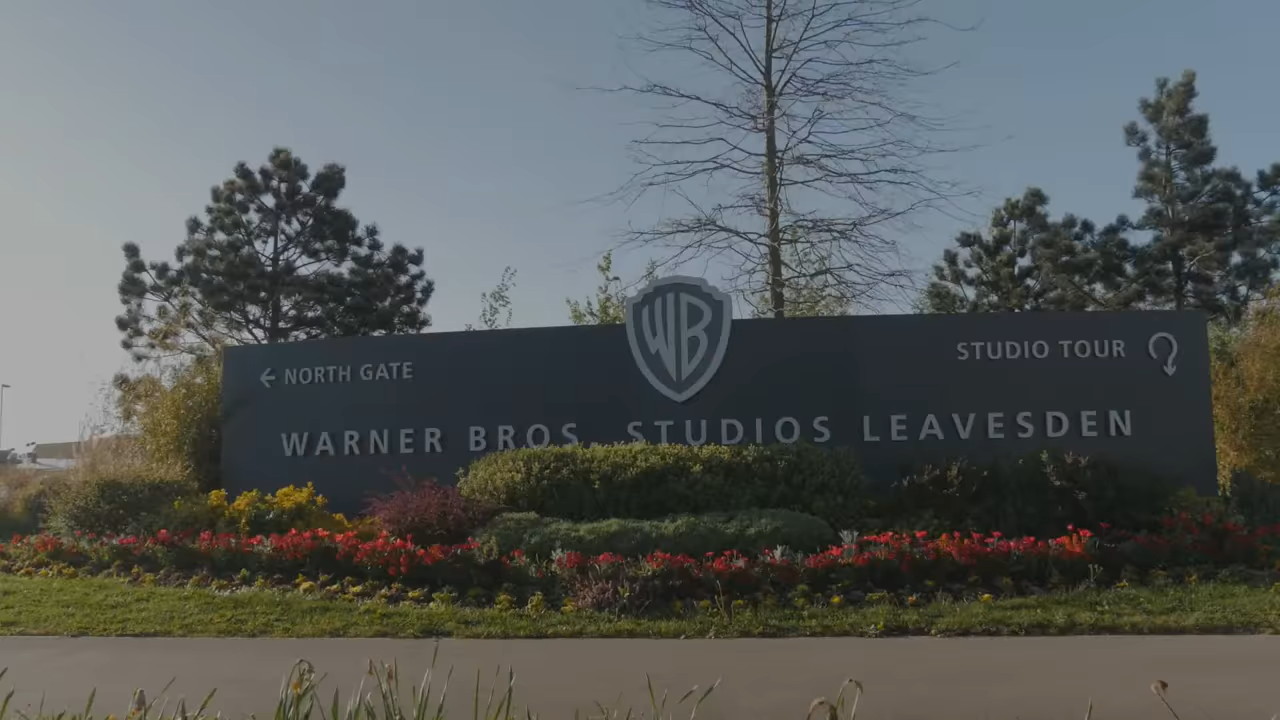 WB
← NORTH GATE
STUDIO TOUR
WARNER BROS. STUDIOS LEAVESDEN